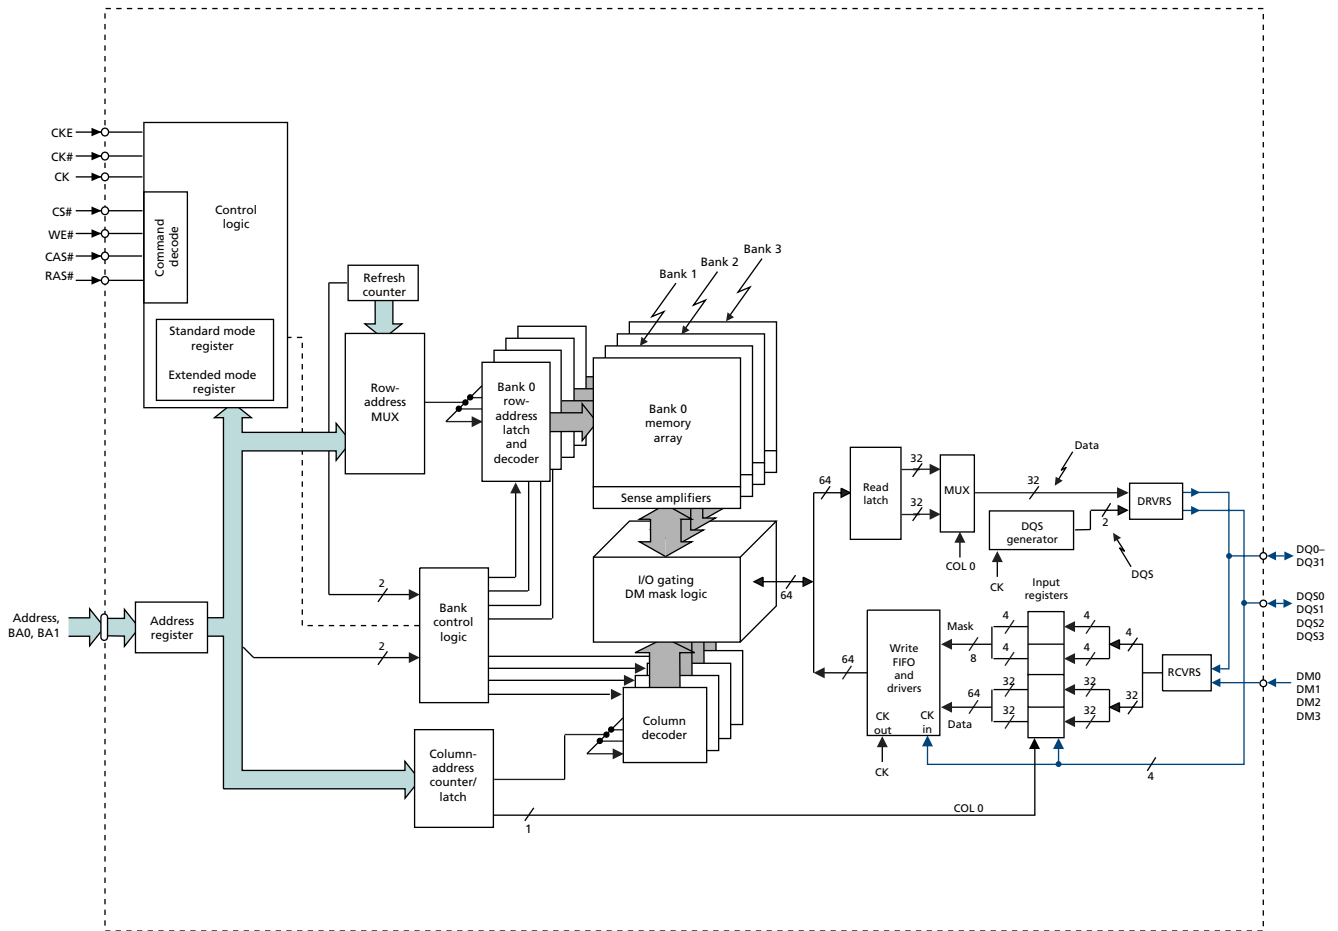 CKE
CK#
CK
CS#
WE#
CAS#
RAS#
Command
decode
Control
logic
Standard mode
register
Extended mode
register
Refresh
counter
Row-
address
MUX
Bank 0
row-
address
latch
and
decoder
Bank 1
Bank 2
Bank 3
Bank 0
memory
array
Sense amplifiers
I/O gating
DM mask logic
Address,
BA0, BA1
Address
register
2
2
Bank
control
logic
Column
decoder
Column-
address
counter/
latch
1
COL 0
64
64
64
Read
latch
32
32
MUX
COL 0
32
Data
DQS
generator
CK
2
DQS
DRVRS
DQ0–
DQ31
DQS0
DQS1
DQS2
DQS3
DM0
DM1
DM2
DM3
Input
registers
Write
FIFO
and
drivers
CK
out
CK
in
CK
Mask
8
64
Data
4
4
32
32
4
4
32
32
4
32
RCVRS
4